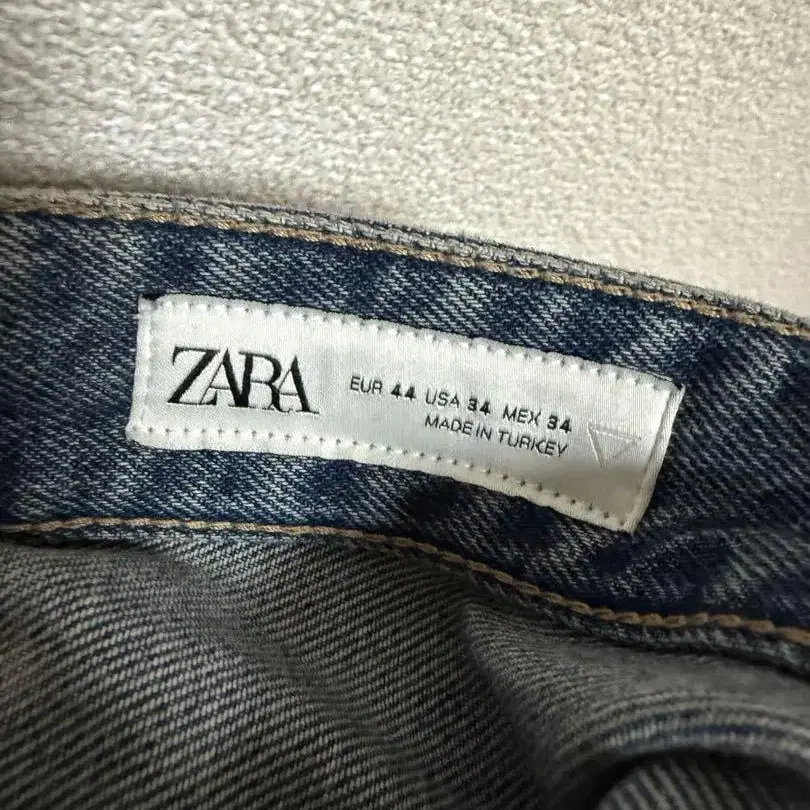 ZARA
EUR 44 USA 34 MEX 34
MADE IN TURKEY